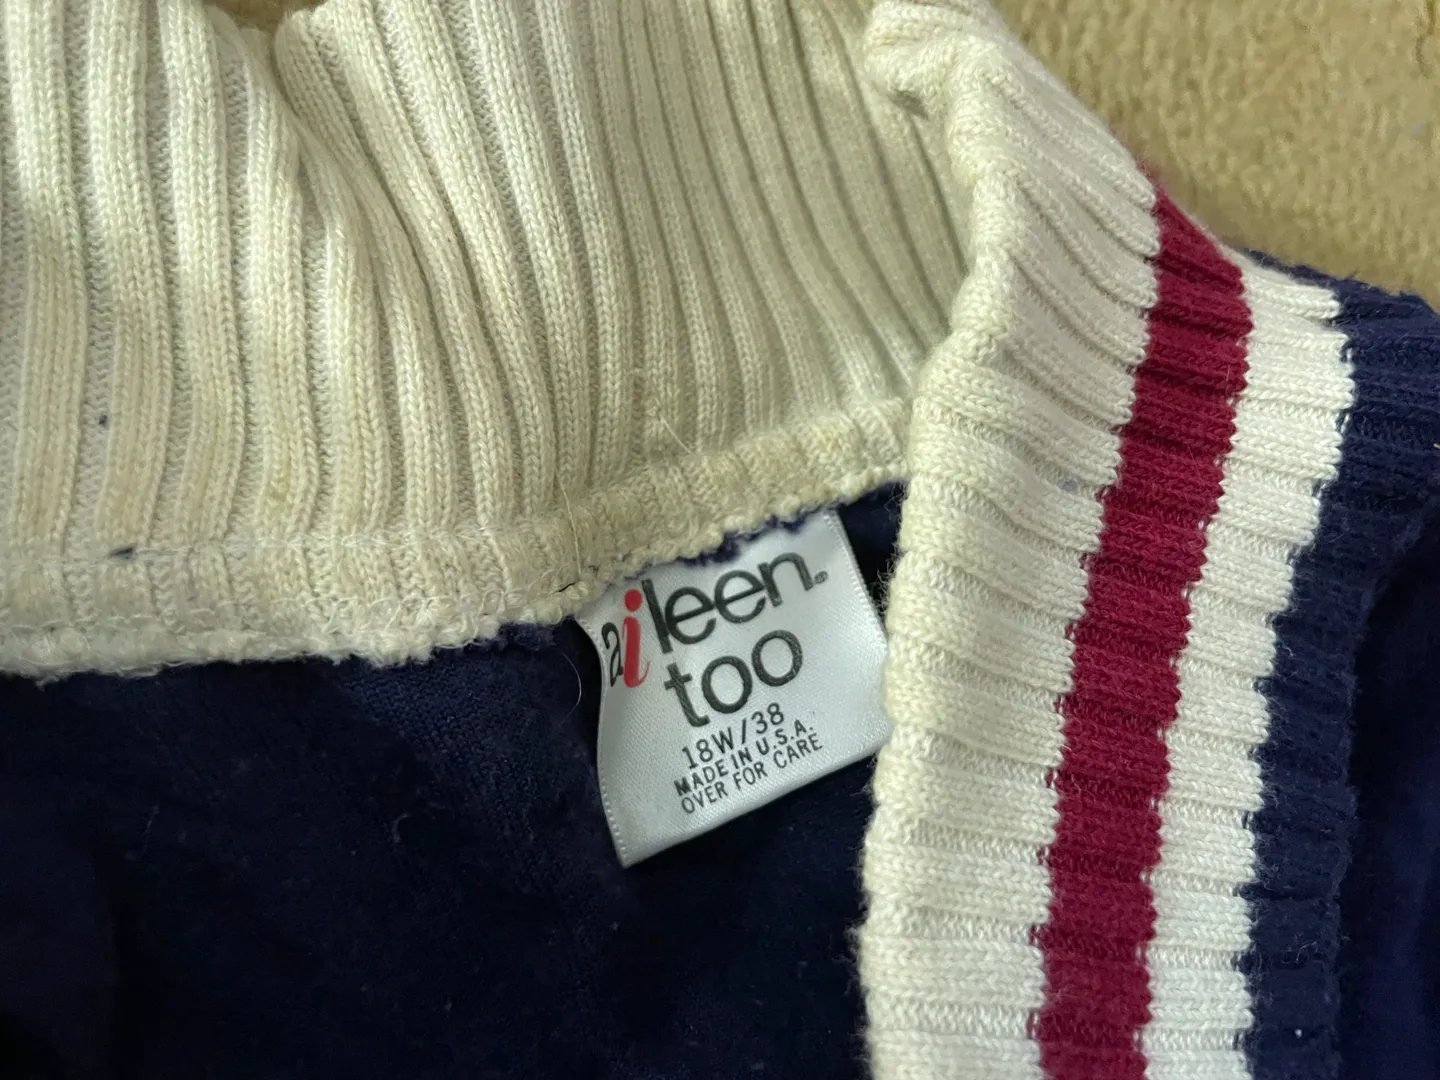 aileen®
too
18W/38
MADE IN U.S.A.
OVER FOR CARE